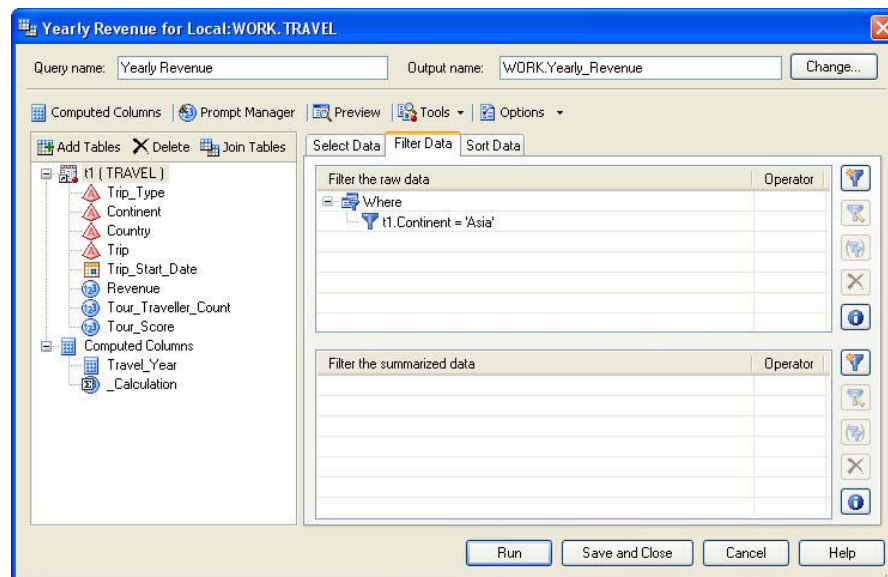 Yearly Revenue for Local:WORK.TRAVEL
Query name: Yearly Revenue Output name: WORK.Yearly_Revenue Change...
Computed Columns Prompt Manager Preview Tools Options
Add Tables Delete Join Tables
Select Data Filter Data Sort Data
t1 ( TRAVEL )
Trip_Type
Continent
Country
Trip
Trip_Start_Date
Revenue
Tour_Traveller_Count
Tour_Score
Computed Columns
Travel_Year
_Calculation
Filter the raw data Operator
Where
t1.Continent = 'Asia'
Filter the summarized data Operator
Run Save and Close Cancel Help